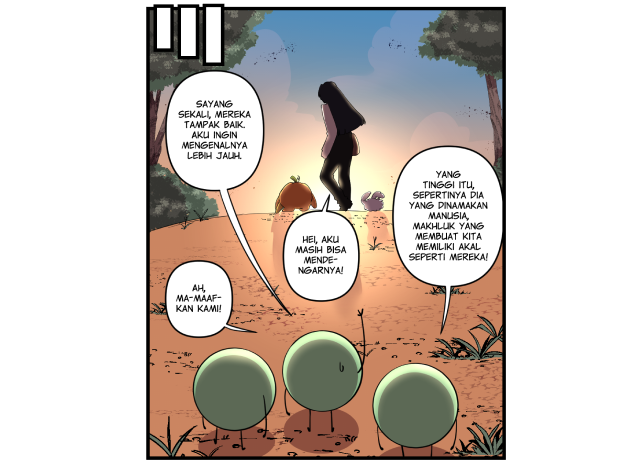 SAYANG
SEKALI, MEREKA
TAMPAK BAIK.
AKU INGIN
MENGENALNYA
LEBIH JAUH.
YANG
TINGGI ITU,
SEPERTINYA DIA
YANG DINAMAKAN
MANUSIA,
MAKHLUK YANG
MEMBUAT KITA
MEMILIKI AKAL
SEPERTI MEREKA!
HEI, AKU
MASIH BISA
MENDE-
NGARNYA!
AH,
MA-MAAF-
KAN KAMI!